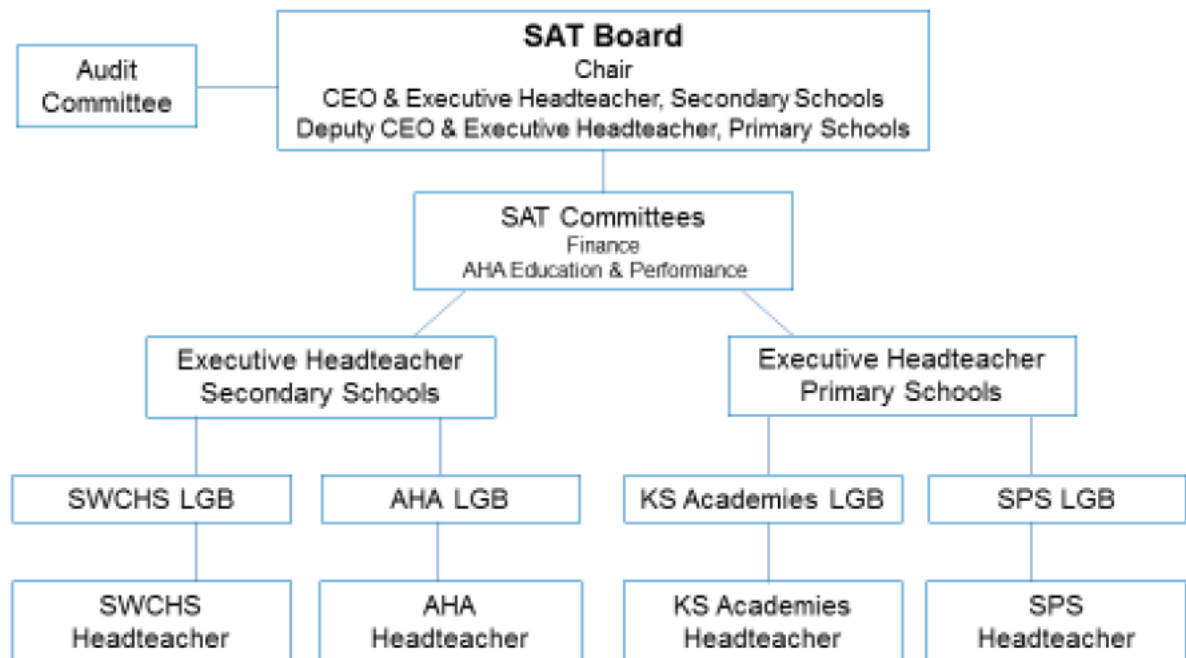 SAT Board
Chair
CEO & Executive Headteacher, Secondary Schools
Deputy CEO & Executive Headteacher, Primary Schools
Audit
Committee
SAT Committees
Finance
AHA Education & Performance
Executive Headteacher
Secondary Schools
Executive Headteacher
Primary Schools
SWCHS LGB
AHA LGB
KS Academies LGB
SPS LGB
SWCHS
Headteacher
AHA
Headteacher
KS Academies
Headteacher
SPS
Headteacher